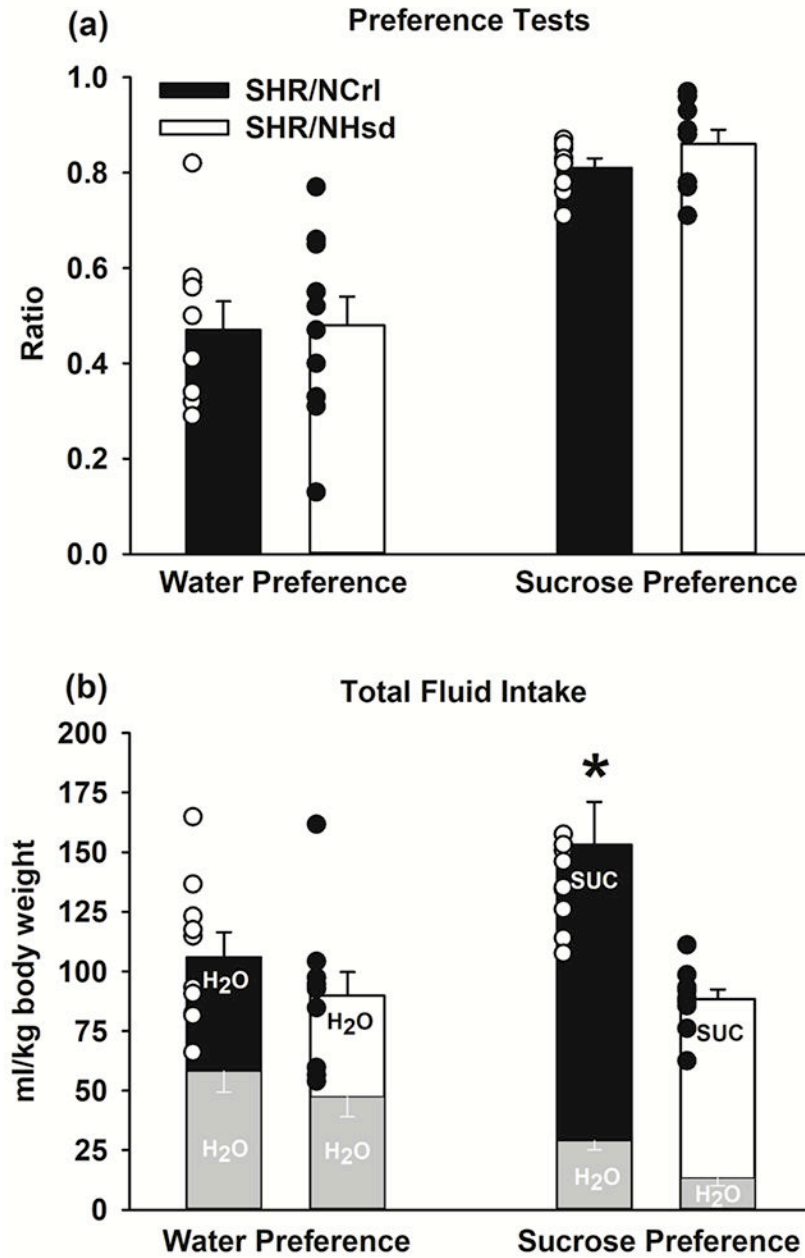 (a) Preference Tests
SHR/NCrl
SHR/NHsd
1.0
0.8
0.6
0.4
0.2
0.0
Ratio
Water Preference Sucrose Preference
(b) Total Fluid Intake
200
175
150
125
100
75
50
25
0
ml/kg body weight
*
H₂O
H₂O
SUC
SUC
H₂O
H₂O
H₂O
H₂O
Water Preference Sucrose Preference